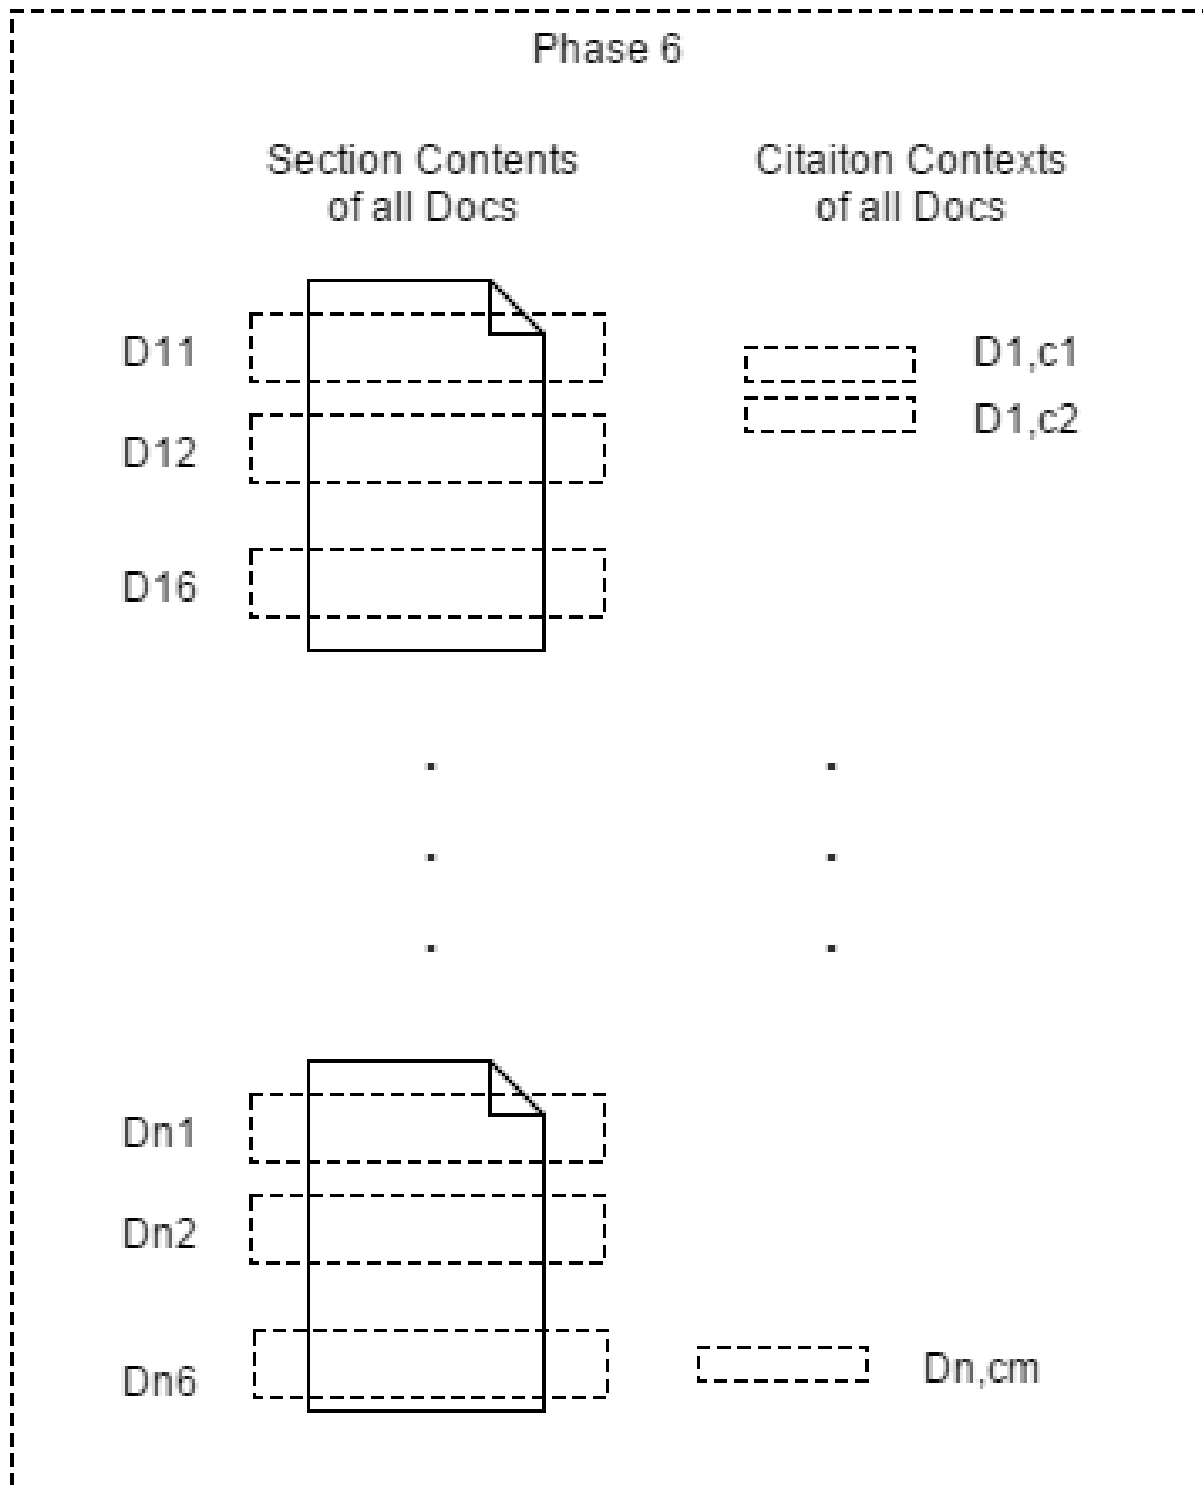 Phase 6
Section Contents
of all Docs
Citaiton Contexts
of all Docs
D11
D12
D16
D1,c1
D1,c2
Dn1
Dn2
Dn6
Dn,cm